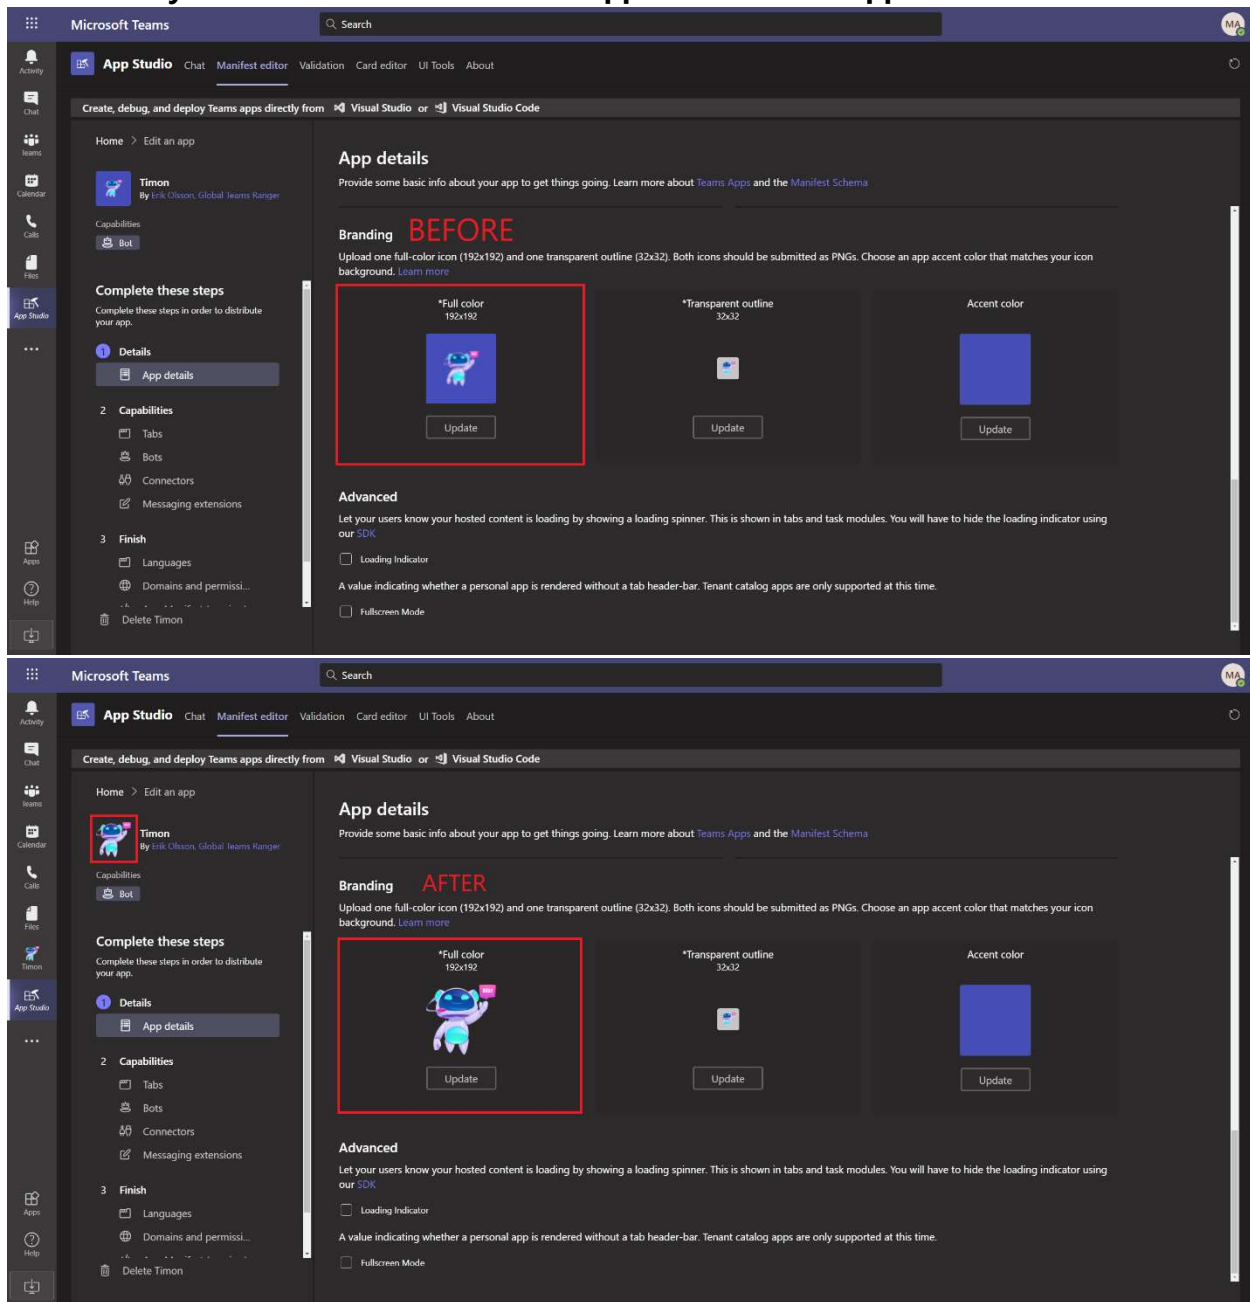 Microsoft Teams
Search
MA
Activity
App Studio Chat Manifest editor Validation Card editor UI Tools About
Chat
Create, debug, and deploy Teams apps directly from Visual Studio or Visual Studio Code
Teams
Home > Edit an app
App details
Calendar
Timon
By Erik Olsson, Global Teams Ranger
Provide some basic info about your app to get things going. Learn more about Teams Apps and the Manifest Schema
Calls
Capabilities
Bot
Branding BEFORE
Upload one full-color icon (192x192) and one transparent outline (32x32). Both icons should be submitted as PNGs. Choose an app accent color that matches your icon
background. Learn more
Files
App Studio
Complete these steps
Complete these steps in order to distribute
your app.
*Full color
192x192
*Transparent outline
32x32
Accent color
1 Details
App details
2 Capabilities
Tabs
Bots
Connectors
Messaging extensions
Update
Update
Update
Advanced
Let your users know your hosted content is loading by showing a loading spinner. This is shown in tabs and task modules. You will have to hide the loading indicator using
our SDK
3 Finish
Languages
Domains and permissi...
Loading Indicator
A value indicating whether a personal app is rendered without a tab header-bar. Tenant catalog apps are only supported at this time.
Fullscreen Mode
Apps
Help
Delete Timon
Microsoft Teams
Search
MA
Activity
App Studio Chat Manifest editor Validation Card editor UI Tools About
Chat
Create, debug, and deploy Teams apps directly from Visual Studio or Visual Studio Code
Teams
Home > Edit an app
App details
Calendar
Timon
By Erik Olsson, Global Teams Ranger
Provide some basic info about your app to get things going. Learn more about Teams Apps and the Manifest Schema
Calls
Capabilities
Bot
Branding AFTER
Upload one full-color icon (192x192) and one transparent outline (32x32). Both icons should be submitted as PNGs. Choose an app accent color that matches your icon
background. Learn more
Files
Timon
App Studio
Complete these steps
Complete these steps in order to distribute
your app.
*Full color
192x192
*Transparent outline
32x32
Accent color
1 Details
App details
2 Capabilities
Tabs
Bots
Connectors
Messaging extensions
Update
Update
Update
Advanced
Let your users know your hosted content is loading by showing a loading spinner. This is shown in tabs and task modules. You will have to hide the loading indicator using
our SDK
3 Finish
Languages
Domains and permissi...
Loading Indicator
A value indicating whether a personal app is rendered without a tab header-bar. Tenant catalog apps are only supported at this time.
Fullscreen Mode
Apps
Help
Delete Timon